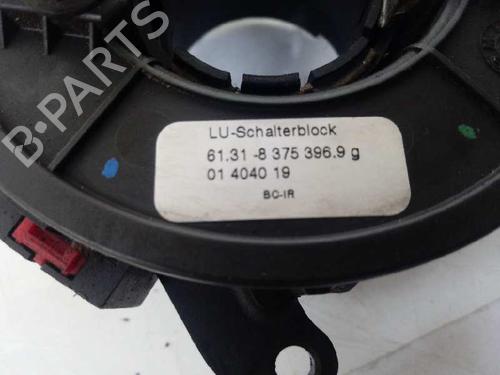 LU-Schalterblock
61.31 -8 375 396.9 g
01 4040 19
BC-IR
B-PARTS